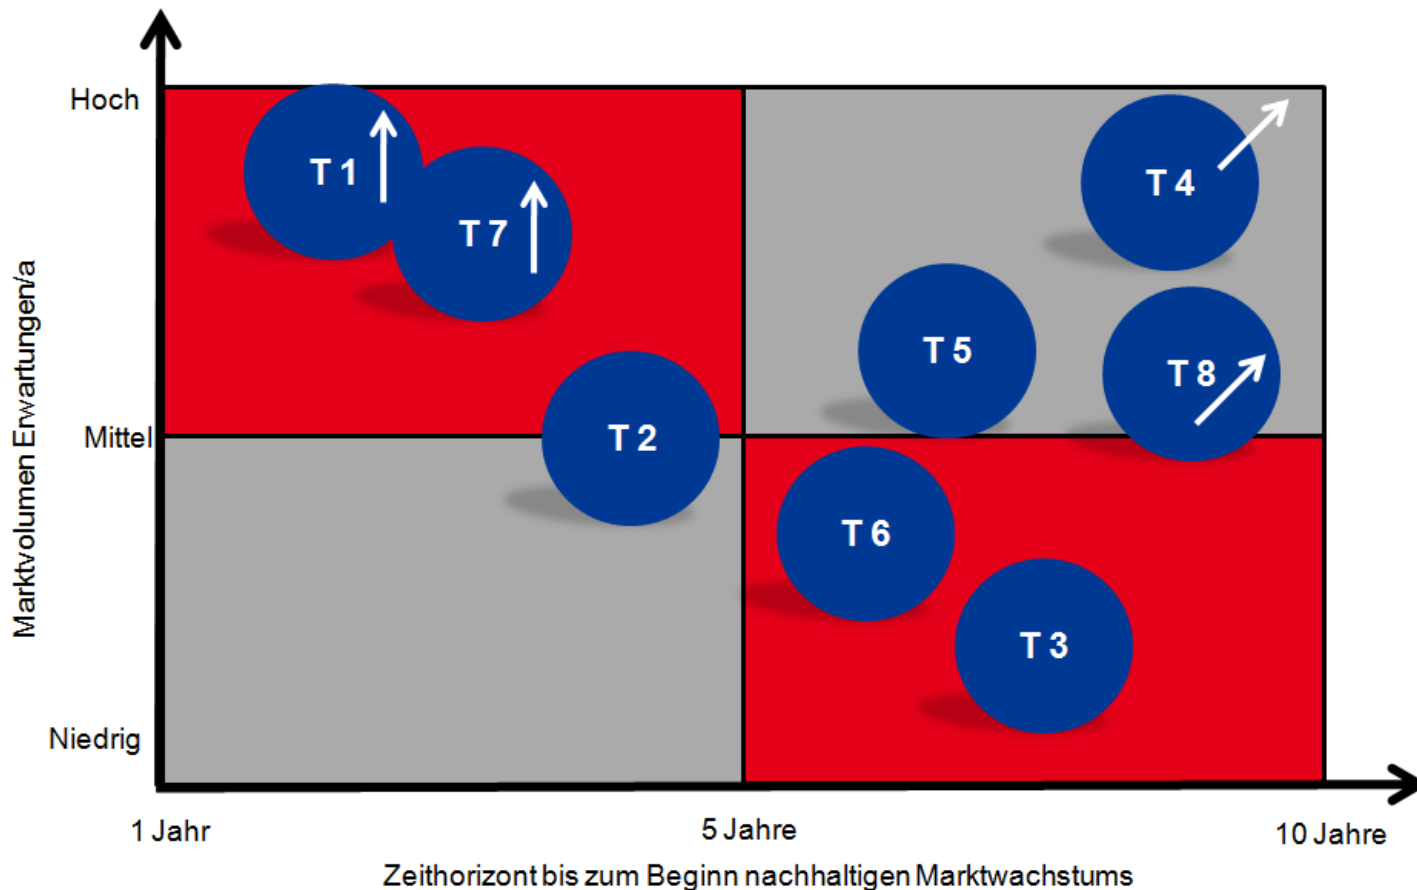 Hoch
T 1
T 4
T 7
T 5
T 8
Marktvolumen Erwartungen/a
Mittel
T 2
T 6
T 3
Niedrig
1 Jahr
5 Jahre
10 Jahre
Zeithorizont bis zum Beginn nachhaltigen Marktwachstums